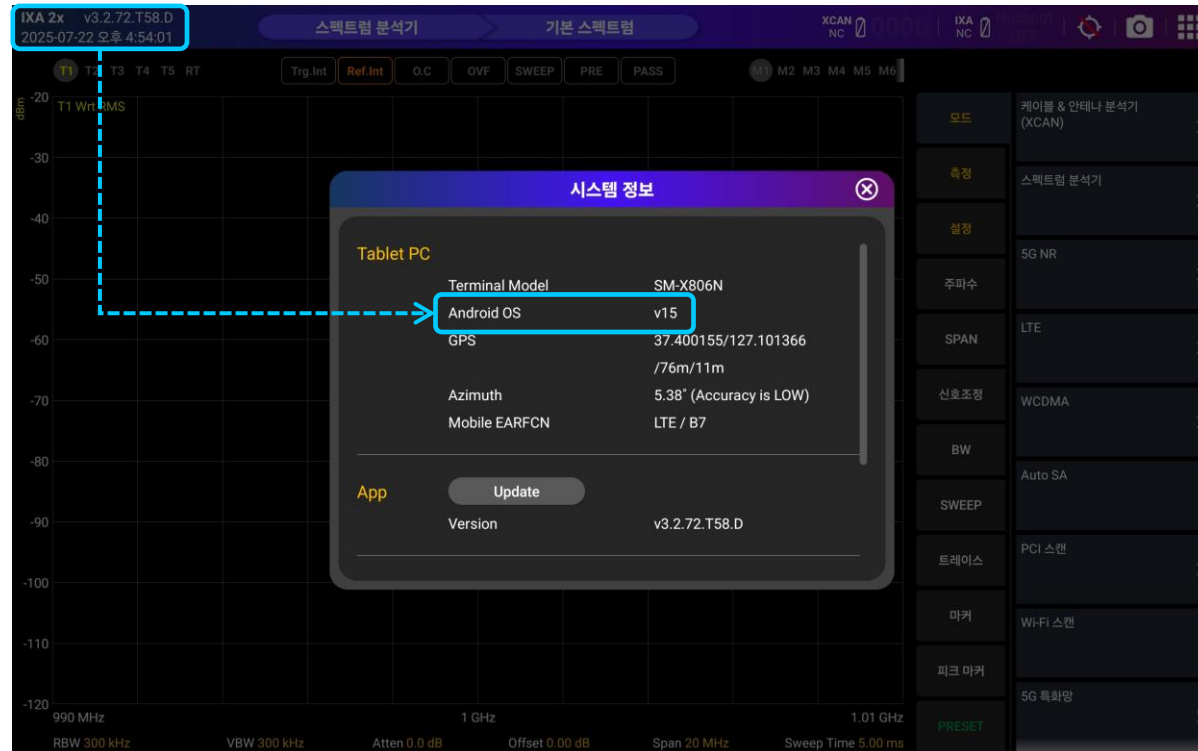 IXA 2x v3.2.72.T58.D
2025-07-22 오후 4:54:01
스펙트럼 분석기
기본 스펙트럼
XCAN
NC
0000
IXA
NC
OFF
T1 T2 T3 T4 T5 RT
Trg.Int Ref.Int O.C OVF SWEEP PRE PASS
M1 M2 M3 M4 M5 M6
dBm
T1 Wrt RMS
-20
-30
-40
-50
-60
-70
-80
-90
-100
-110
-120
시스템 정보
Tablet PC
Terminal Model SM-X806N
Android OS v15
GPS 37.400155/127.101366
/76m/11m
Azimuth 5.38˚ (Accuracy is LOW)
Mobile EARFCN LTE / B7
App Update
Version v3.2.72.T58.D
모드
측정
설정
주파수
SPAN
신호조정
BW
SWEEP
트레이스
마커
피크 마커
PRESET
케이블 & 안테나 분석기
(XCAN)
스펙트럼 분석기
5G NR
LTE
WCDMA
Auto SA
PCI 스캔
Wi-Fi 스캔
5G 특화망
990 MHz 1 GHz 1.01 GHz
RBW 300 kHz VBW 300 kHz Atten 0.0 dB Offset 0.00 dB Span 20 MHz Sweep Time 5.00 ms